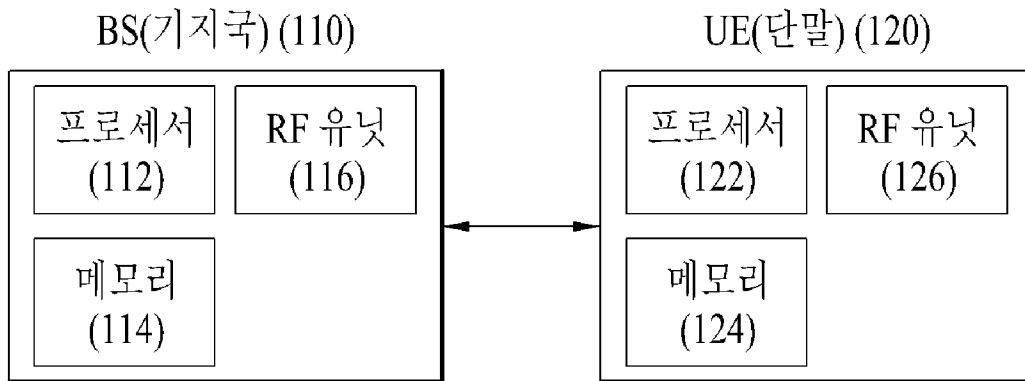 BS(기지국) (110)
프로세서
(112)
RF 유닛
(116)
메모리
(114)
UE(단말) (120)
프로세서
(122)
RF 유닛
(126)
메모리
(124)